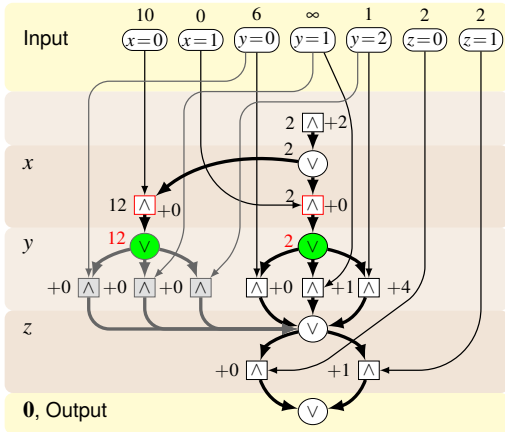 10 0 6 ∞ 1 2 2
Input x=0 x=1 y=0 y=1 y=2 z=0 z=1
2 ∧ +2
2
x ∨
12 ∧ +0 2 ∧ +0
y 12 ∨ 2 ∨
+0 ∧ +0 ∧ +0 ∧ ∧ +0 ∧ +1 ∧ +4
z ∨
+0 ∧ +1 ∧
0, Output ∨